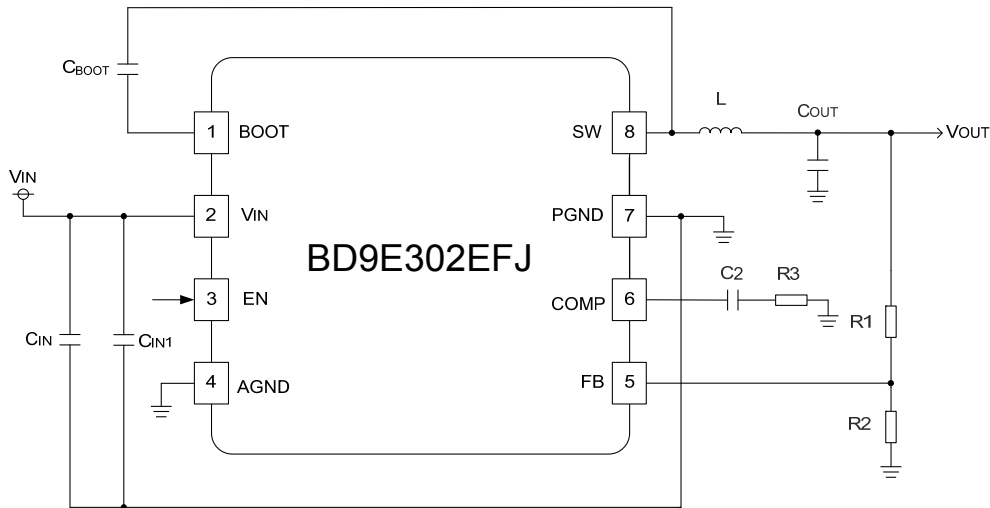 CBOOT
1
BOOT
SW
8
L
COUT
VOUT
VIN
2
VIN
PGND
7
BD9E302EFJ
3
EN
COMP
6
C2
R3
CIN
CIN1
R1
4
AGND
FB
5
R2